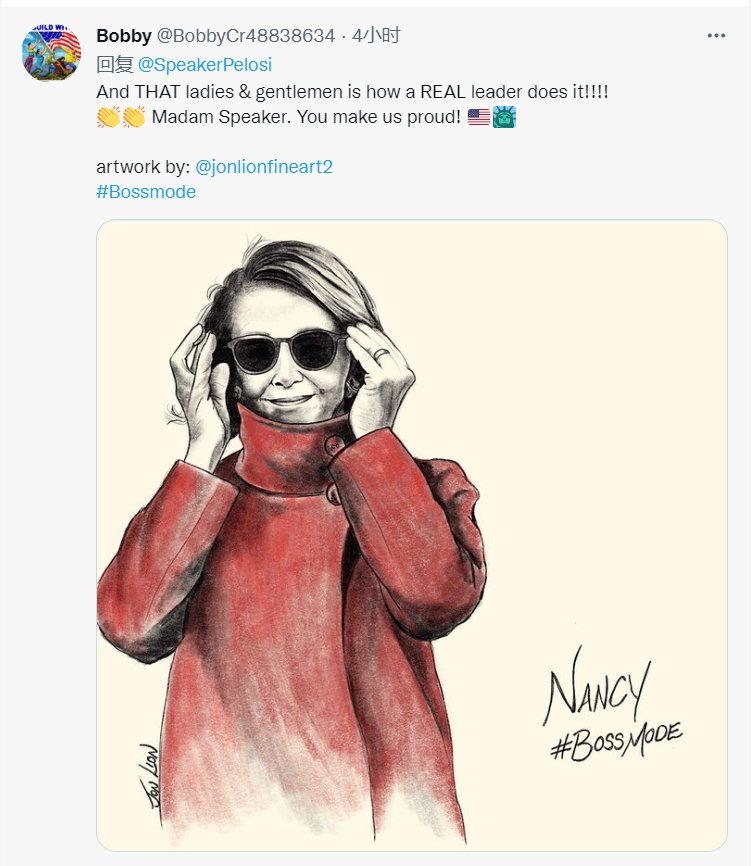 Bobby @BobbyCr48838634 · 4小时
回复 @SpeakerPelosi
And THAT ladies & gentlemen is how a REAL leader does it!!!!
👏👏 Madam Speaker. You make us proud! 🇺🇸🗽
artwork by: @jonlionfineart2
#Bossmode
NANCY
#BOSSMODE
JON LION